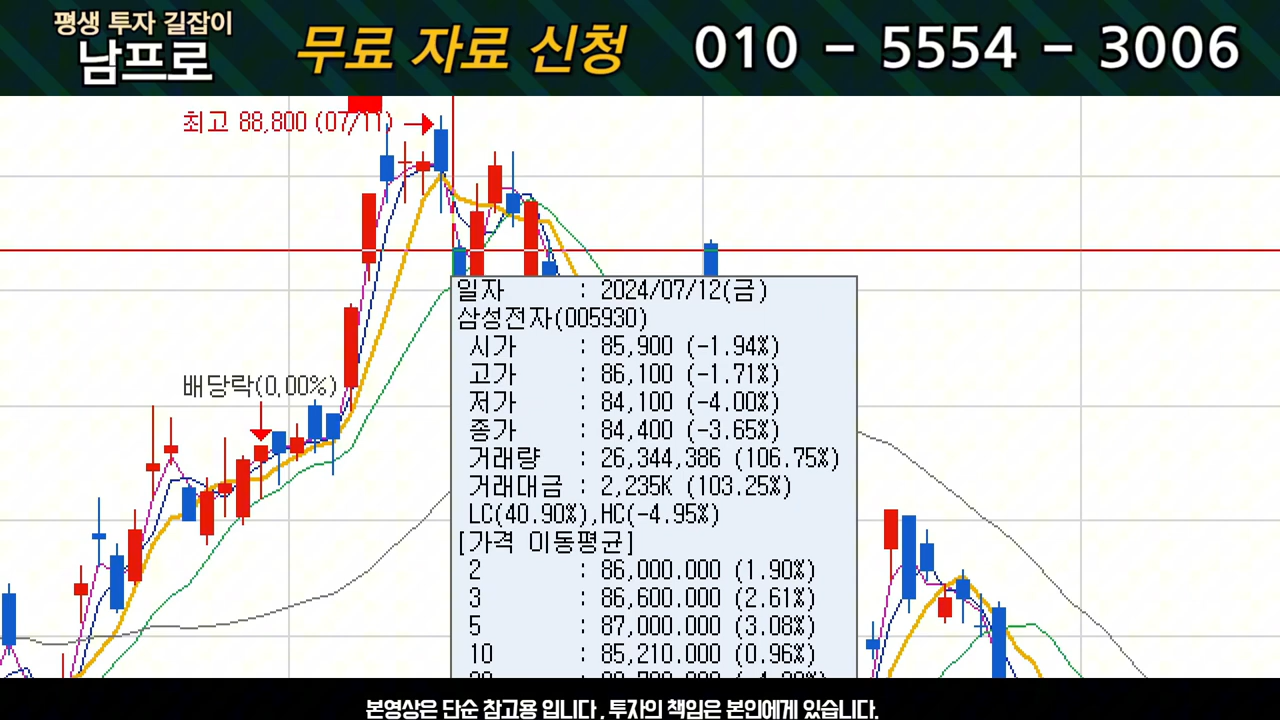 평생 투자 길잡이
남프로
무료 자료 신청
010 - 5554 - 3006
최고 88,800 (07/11)
배당락(0,00%)
일자 : 2024/07/12(금)
삼성전자(005930)
시가 : 85,900 (-1.94%)
고가 : 86,100 (-1.71%)
저가 : 84,100 (-4.00%)
종가 : 84,400 (-3.65%)
거래량 : 26,344,386 (106.75%)
거래대금 : 2,235K (103.25%)
LC(40.90%),HC(-4.95%)
[가격 이동평균]
2 : 86,000.000 (1.90%)
3 : 86,600.000 (2.61%)
5 : 87,000.000 (3.08%)
10 : 85,210.000 (0.96%)
본영상은 단순 참고용 입니다 , 투자의 책임은 본인에게 있습니다.